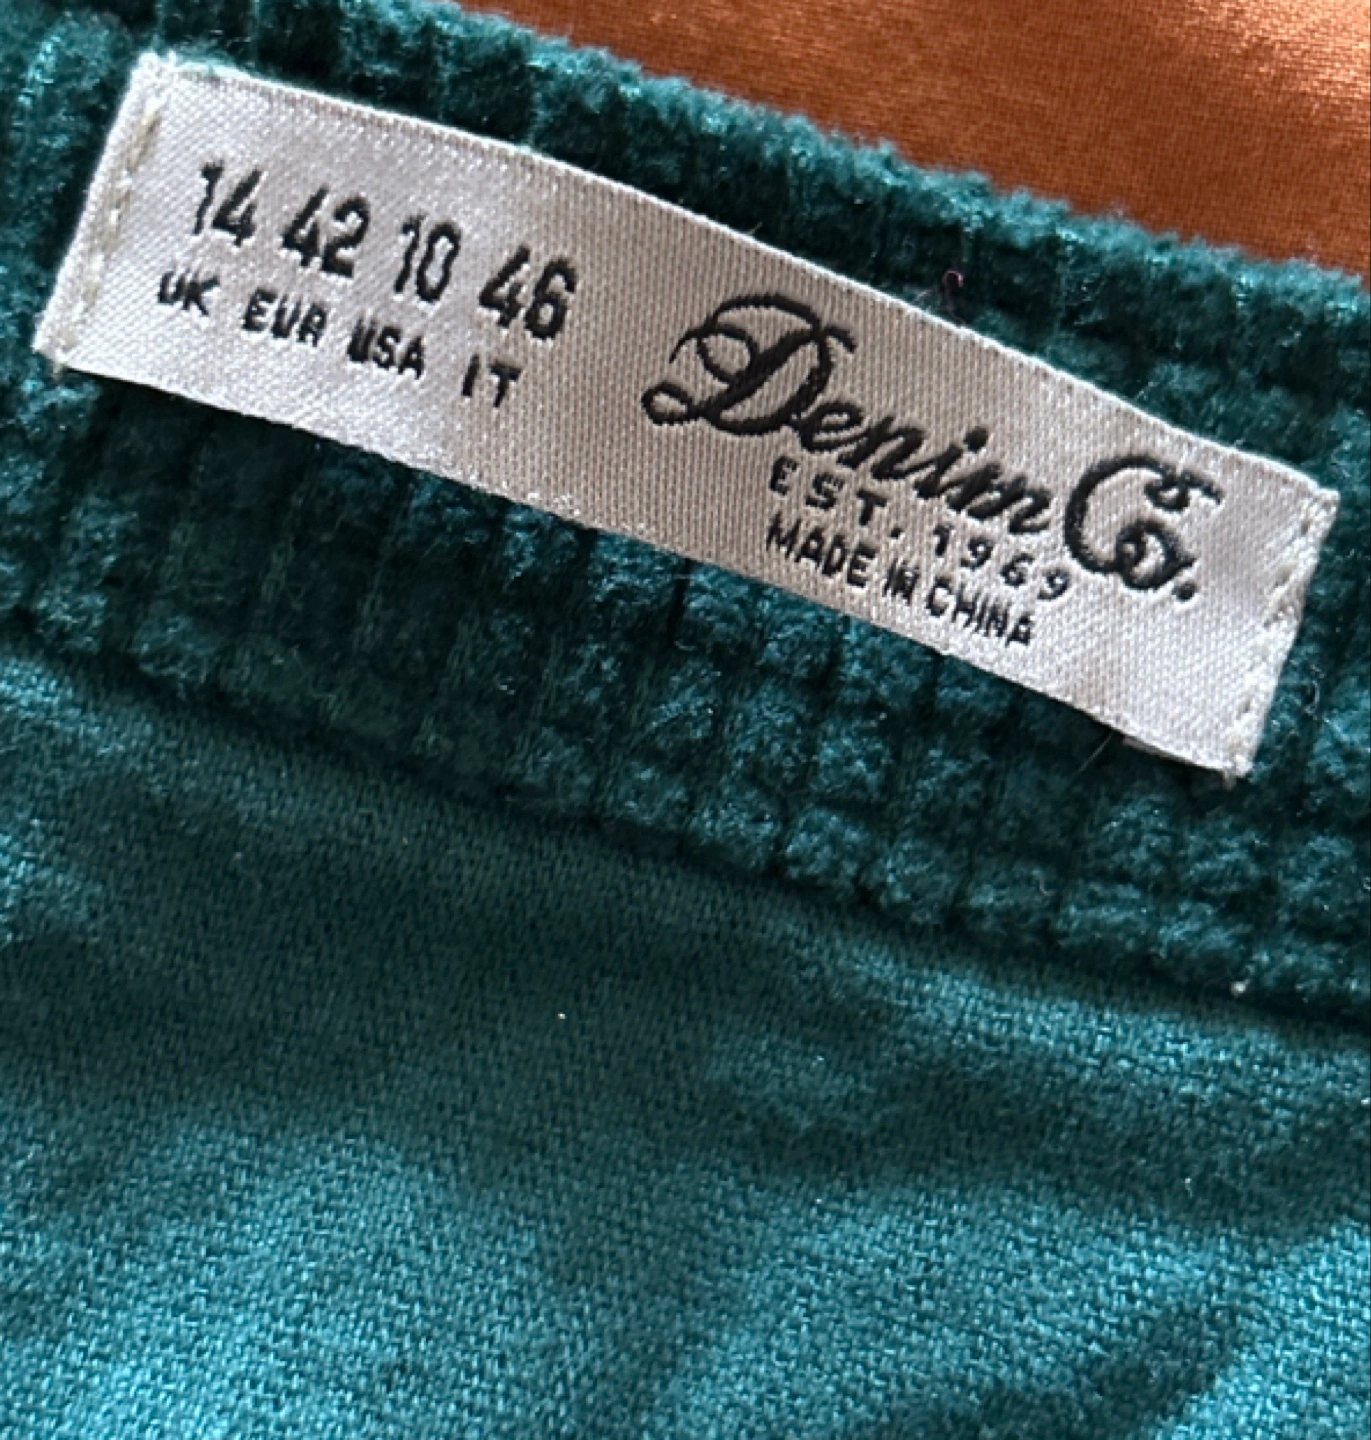 14 42 10 46
UK EUR USA IT
Denim Co.
EST. 1969
MADE IN CHINA